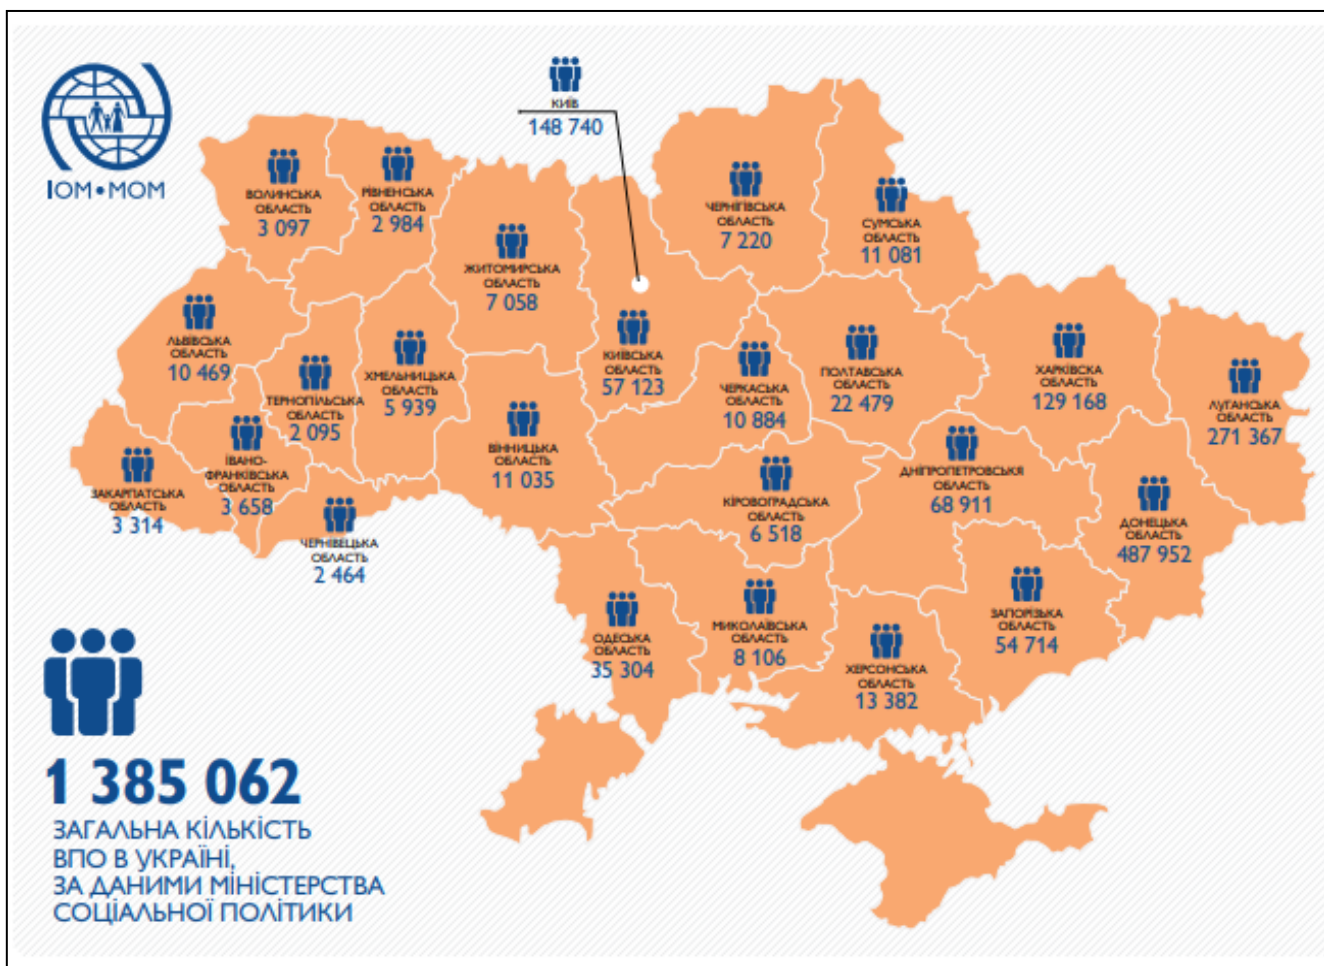 IOM•MOM
КИЇВ
148 740
ВОЛИНСЬКА
ОБЛАСТЬ
3 097
РІВНЕНСЬКА
ОБЛАСТЬ
2 984
ЖИТОМИРСЬКА
ОБЛАСТЬ
7 058
ЧЕРНІГІВСЬКА
ОБЛАСТЬ
7 220
СУМСЬКА
ОБЛАСТЬ
11 081
ЛЬВІВСЬКА
ОБЛАСТЬ
10 469
ТЕРНОПІЛЬСЬКА
ОБЛАСТЬ
2 095
ХМЕЛЬНИЦЬКА
ОБЛАСТЬ
5 939
КИЇВСЬКА
ОБЛАСТЬ
57 123
ЧЕРКАСЬКА
ОБЛАСТЬ
10 884
ПОЛТАВСЬКА
ОБЛАСТЬ
22 479
ХАРКІВСКА
ОБЛАСТЬ
129 168
ЛУГАНСЬКА
ОБЛАСТЬ
271 367
ЗАКАРПАТСЬКА
ОБЛАСТЬ
3 314
ІВАНО-
ФРАНКІВСЬКА
ОБЛАСТЬ
3 658
ВІННИЦЬКА
ОБЛАСТЬ
11 035
КІРОВОГРАДСЬКА
ОБЛАСТЬ
6 518
ДНІПРОПЕТРОВСЬКЯ
ОБЛАСТЬ
68 911
ДОНЕЦЬКА
ОБЛАСТЬ
487 952
ЧЕРНІВЕЦЬКА
ОБЛАСТЬ
2 464
ОДЕСЬКА
ОБЛАСТЬ
35 304
МИКОЛАЇВСЬКА
ОБЛАСТЬ
8 106
ХЕРСОНСЬКА
ОБЛАСТЬ
13 382
ЗАПОРІЗЬКА
ОБЛАСТЬ
54 714
1 385 062
ЗАГАЛЬНА КІЛЬКІСТЬ
ВПО В УКРАЇНІ,
ЗА ДАНИМИ МІНІСТЕРСТВА
СОЦІАЛЬНОЇ ПОЛІТИКИ